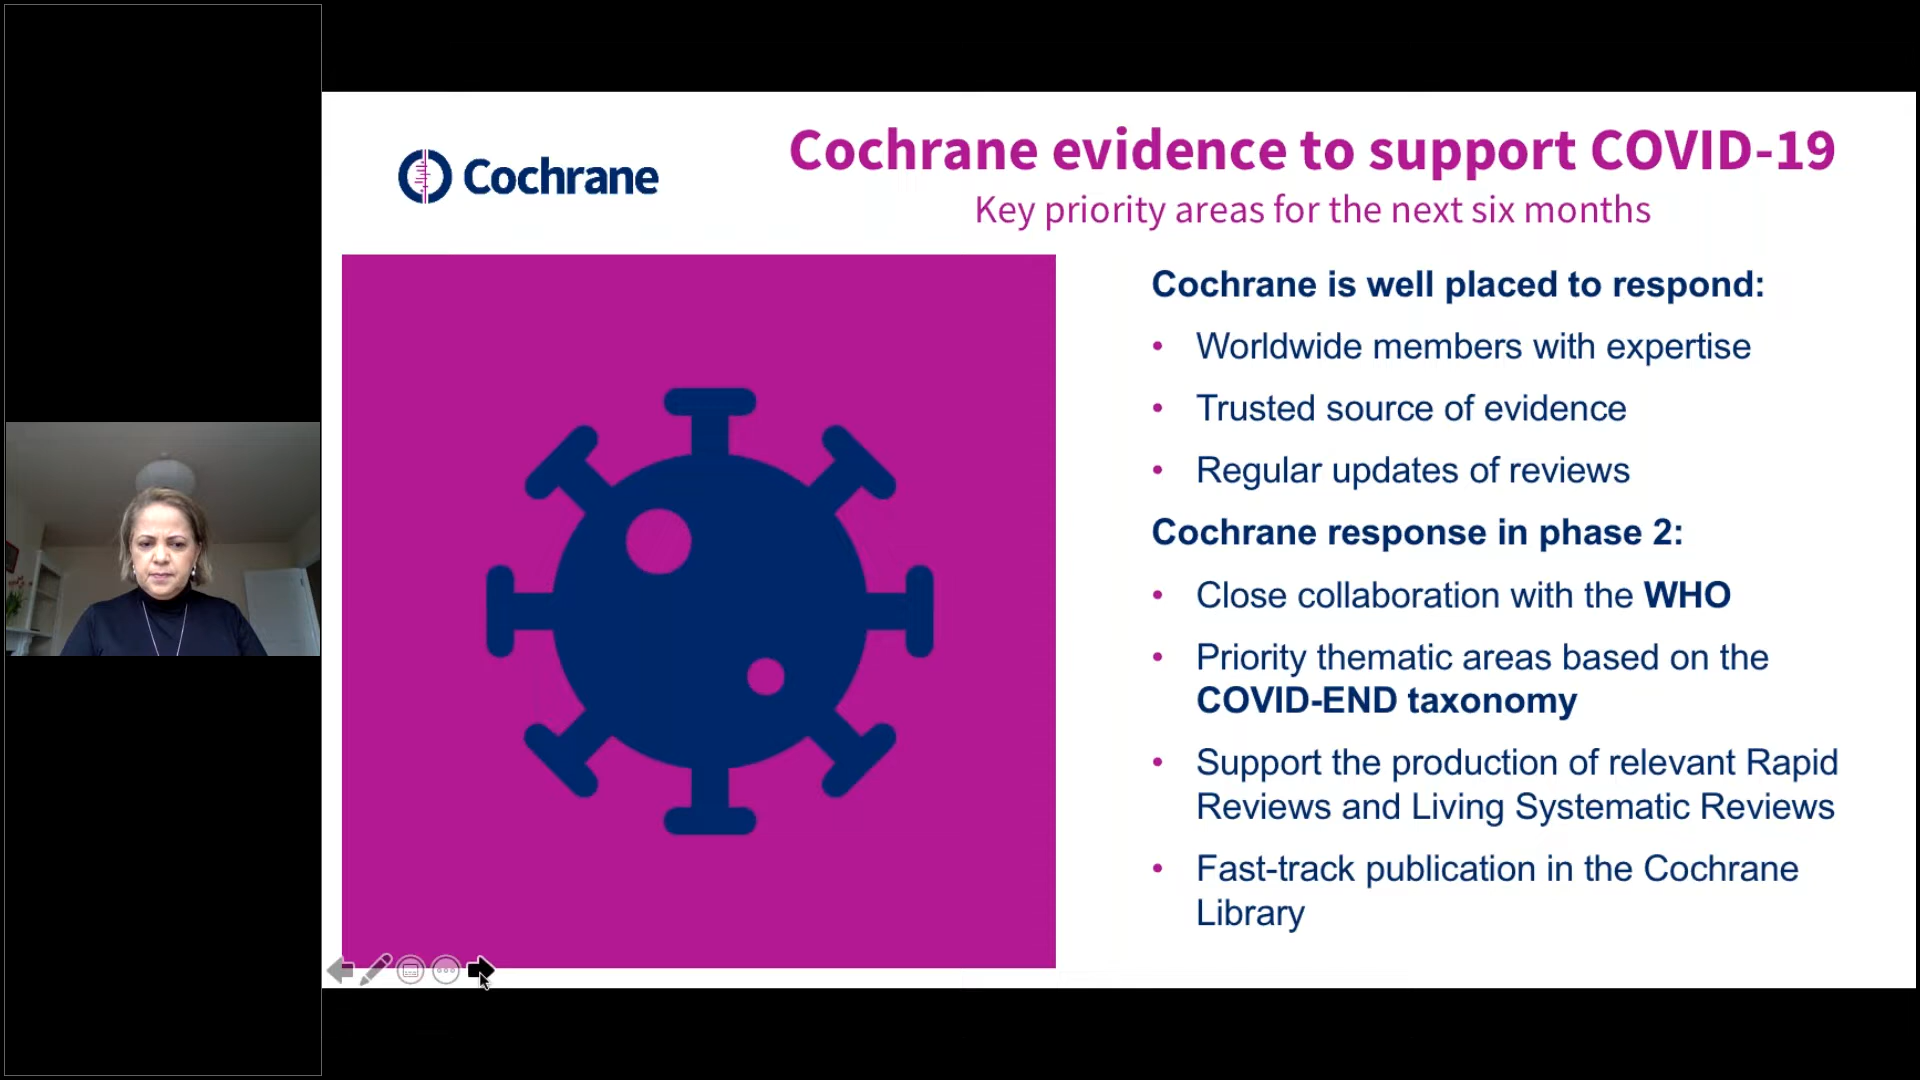 Cochrane
Cochrane evidence to support COVID-19
Key priority areas for the next six months
Cochrane is well placed to respond:
• Worldwide members with expertise
• Trusted source of evidence
• Regular updates of reviews
Cochrane response in phase 2:
• Close collaboration with the WHO
• Priority thematic areas based on the
COVID-END taxonomy
• Support the production of relevant Rapid
Reviews and Living Systematic Reviews
• Fast-track publication in the Cochrane
Library